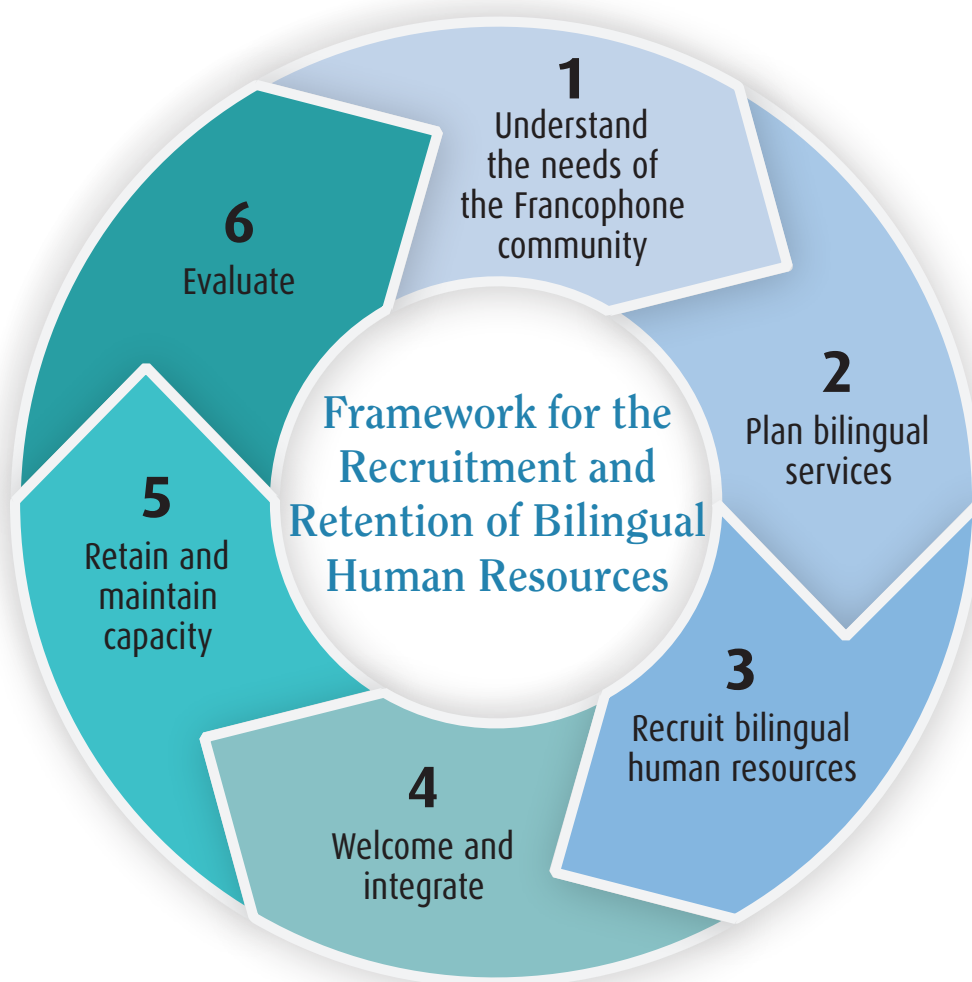 Framework for the
Recruitment and
Retention of Bilingual
Human Resources
1
Understand
the needs of
the Francophone
community
2
Plan bilingual
services
3
Recruit bilingual
human resources
4
Welcome and
integrate
5
Retain and
maintain
capacity
6
Evaluate